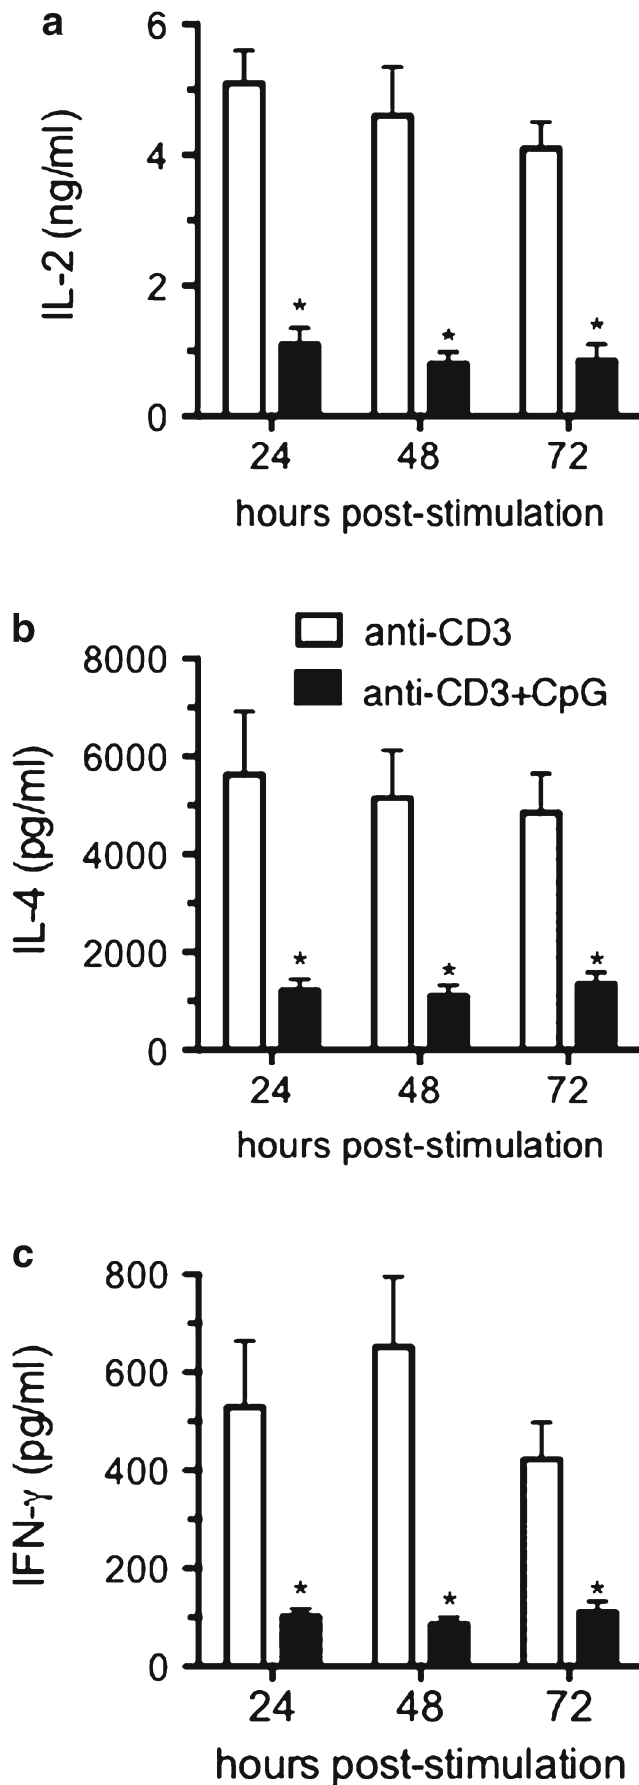 a
IL-2 (ng/ml)
6
4
2
0
* * *
24 48 72
hours post-stimulation
b
anti-CD3
anti-CD3+CpG
IL-4 (pg/ml)
8000
6000
4000
2000
0
* * *
24 48 72
hours post-stimulation
c
IFN-γ (pg/ml)
800
600
400
200
0
* * *
24 48 72
hours post-stimulation